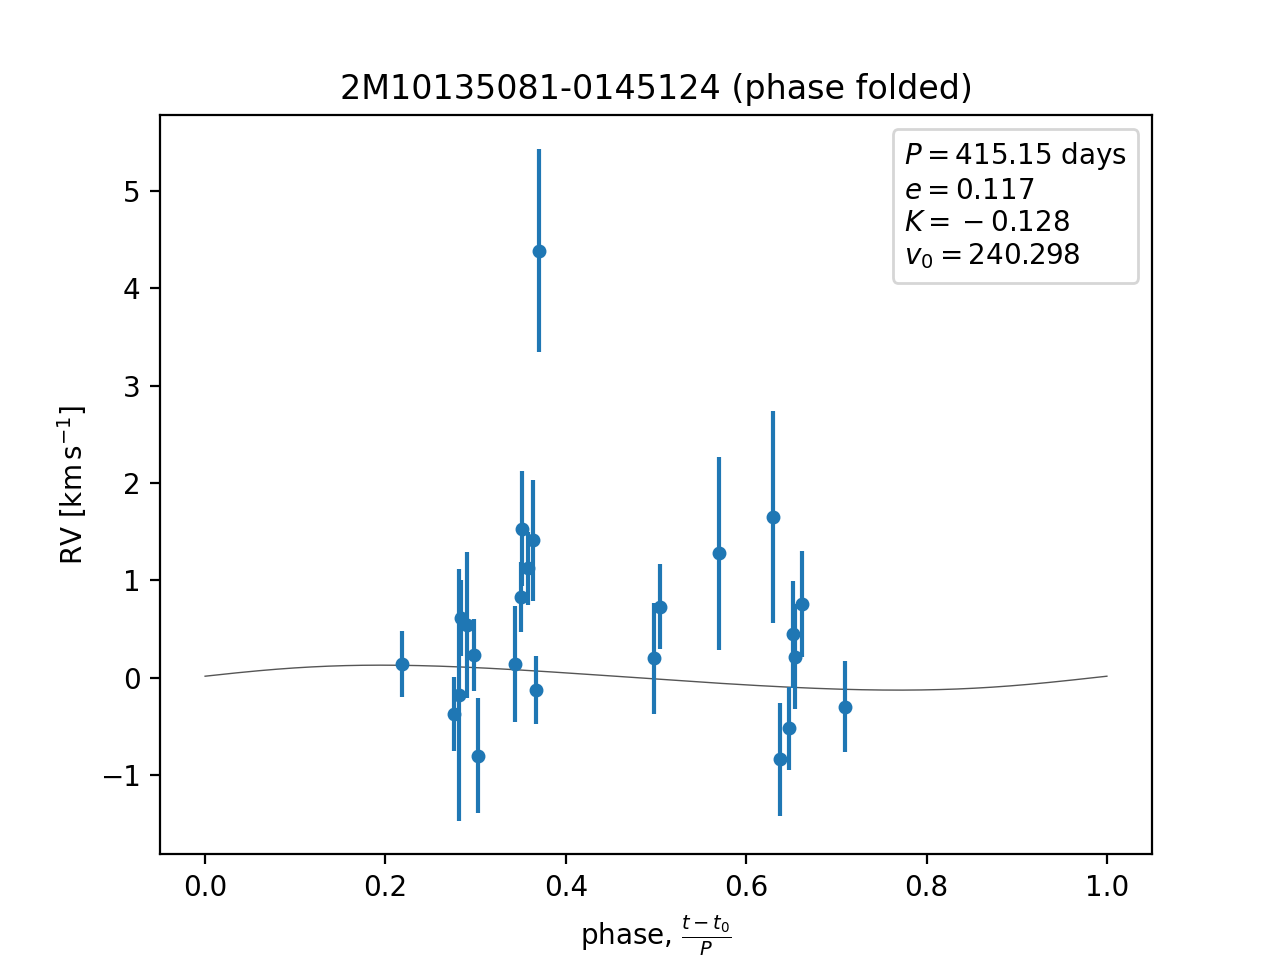 2M10135081-0145124 (phase folded)
P = 415.15 days
e = 0.117
K = −0.128
v₀ = 240.298
RV [km s⁻¹]
5
4
3
2
1
0
−1
0.0 0.2 0.4 0.6 0.8 1.0
phase, (t − t₀)/P